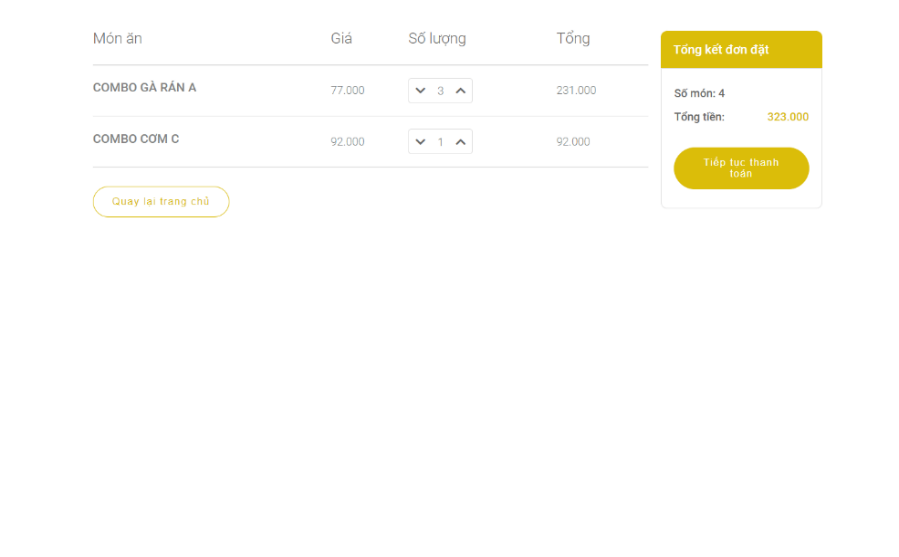 Món ăn Giá Số lượng Tổng
COMBO GÀ RÁN A 77.000 3 231.000
COMBO CƠM C 92.000 1 92.000
Quay lại trang chủ
Tổng kết đơn đặt
Số món: 4
Tổng tiền: 323.000
Tiếp tục thanh
toán